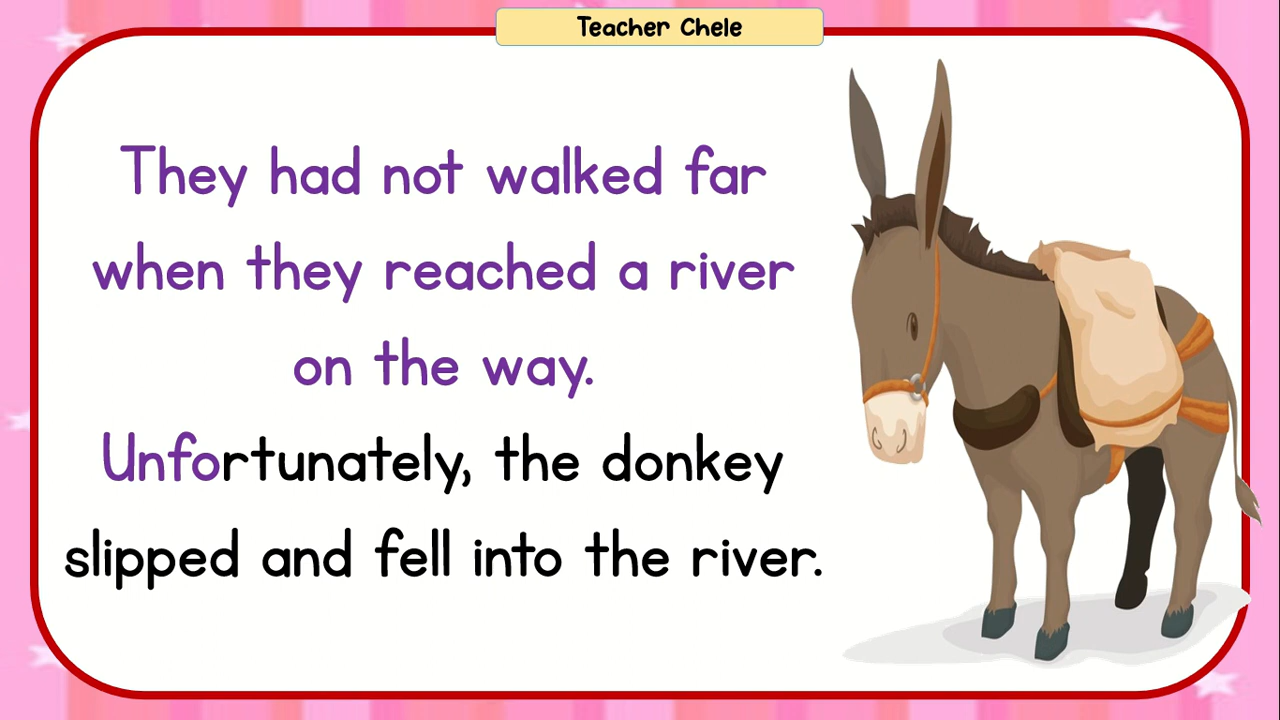 Teacher Chele
They had not walked far
when they reached a river
on the way.
Unfortunately, the donkey
slipped and fell into the river.